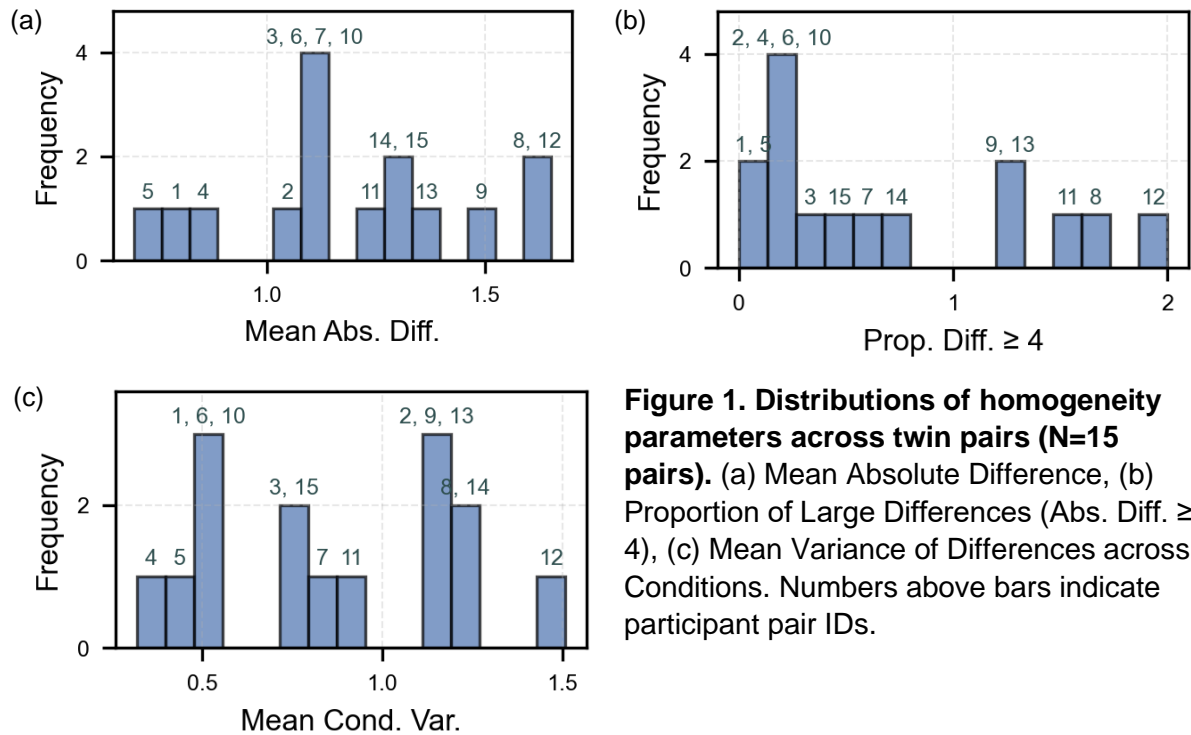 (a)
3, 6, 7, 10
14, 15
8, 12
5 1 4
2
11
13
9
Frequency
4
2
0
1.0
1.5
Mean Abs. Diff.
(b)
2, 4, 6, 10
1, 5
9, 13
3 15 7 14
11 8
12
Frequency
4
2
0
0
1
2
Prop. Diff. ≥ 4
(c)
1, 6, 10
2, 9, 13
3, 15
8, 14
4 5
7 11
12
Frequency
2
0
0.5
1.0
1.5
Mean Cond. Var.
Figure 1. Distributions of homogeneity
parameters across twin pairs (N=15
pairs). (a) Mean Absolute Difference, (b)
Proportion of Large Differences (Abs. Diff. ≥
4), (c) Mean Variance of Differences across
Conditions. Numbers above bars indicate
participant pair IDs.